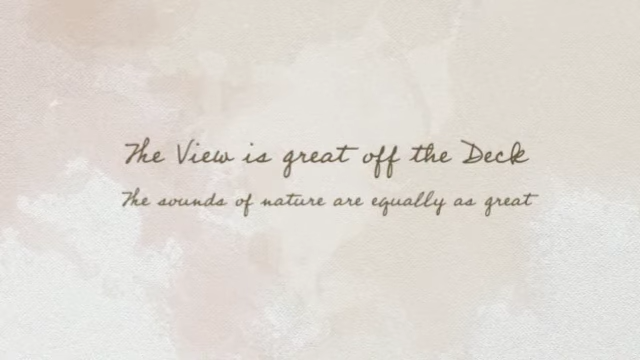 The View is great off the Deck
The sounds of nature are equally as great